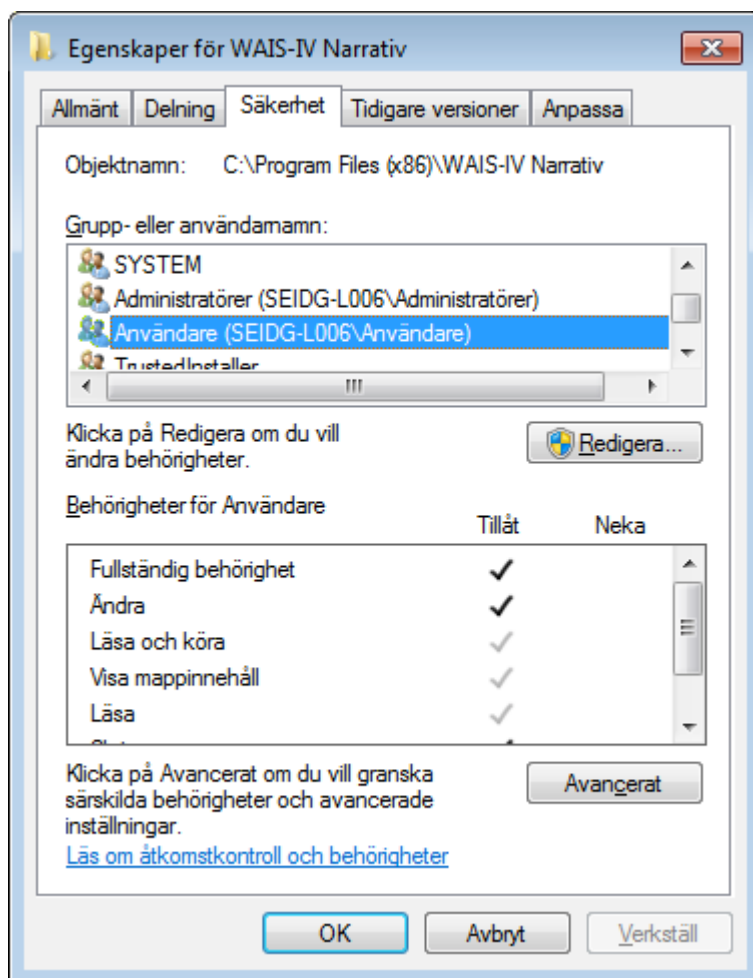 Egenskaper för WAIS-IV Narrativ
Allmänt Delning Säkerhet Tidigare versioner Anpassa
Objektnamn: C:\Program Files (x86)\WAIS-IV Narrativ
Grupp- eller användarnamn:
SYSTEM
Administratörer (SEIDG-L006\Administratörer)
Användare (SEIDG-L006\Användare)
TrustedInstaller
Klicka på Redigera om du vill
ändra behörigheter.
Redigera...
Behörigheter för Användare
Tillåt Neka
Fullständig behörighet
Ändra
Läsa och köra
Visa mappinnehåll
Läsa
Klicka på Avancerat om du vill granska
särskilda behörigheter och avancerade
inställningar.
Avancerat
Läs om åtkomstkontroll och behörigheter
OK Avbryt Verkställ